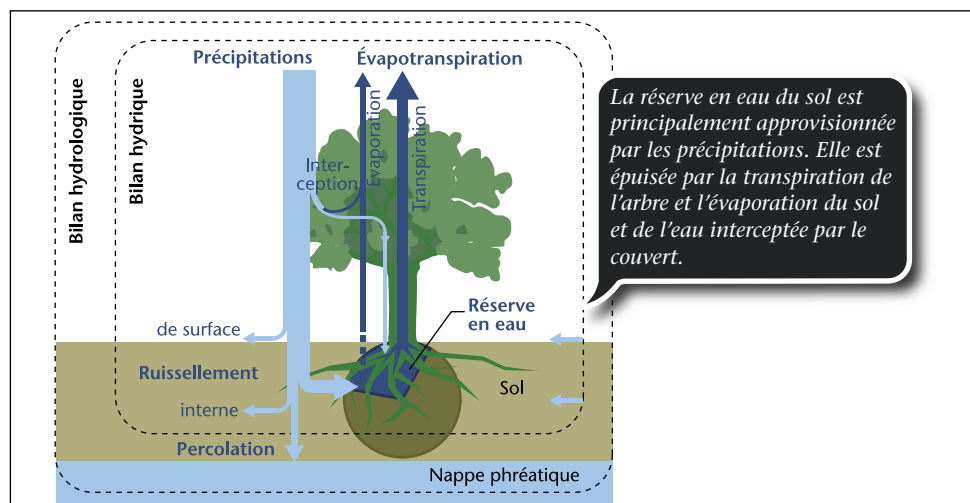 Précipitations
Évapotranspiration
Bilan hydrologique
Bilan hydrique
Inter-
ception
Évaporation
Transpiration
La réserve en eau du sol est
principalement approvisionnée
par les précipitations. Elle est
épuisée par la transpiration de
l'arbre et l'évaporation du sol
et de l'eau interceptée par le
couvert.
Réserve
en eau
de surface
Ruissellement
Sol
interne
Percolation
Nappe phréatique